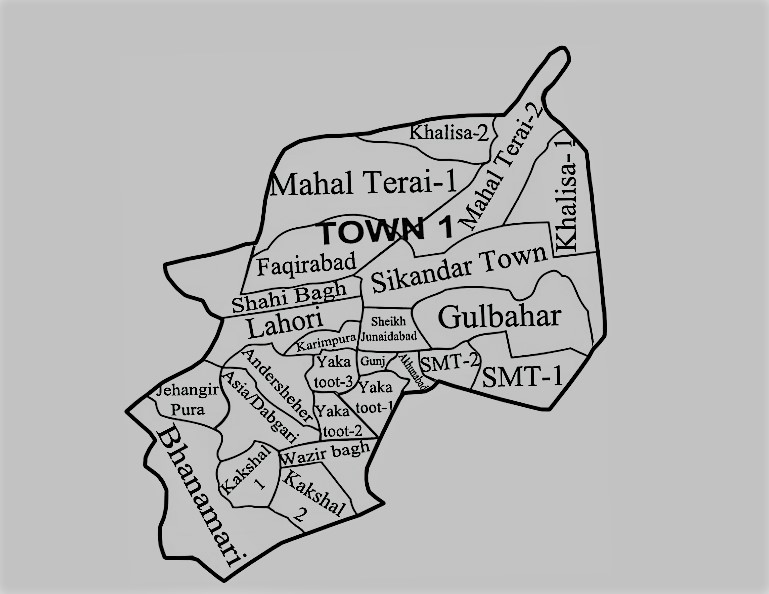 Khalisa-2
Mahal Terai-1
Mahal Terai-2
Khalisa- 1
TOWN 1
Faqirabad
Sikandar Town
Shahi Bagh
Lahori
Karimpura
Sheikh
Junaidabad
Gulbahar
Andersheher
Yaka
toot-3
Gunj
Akhunabad
SMT-2
SMT-1
Jehangir
Pura
Asia/Dabgari
Yaka
toot-1
Yaka
toot-2
Wazir bagh
Bhanamari
Kakshal
1
Kakshal
2